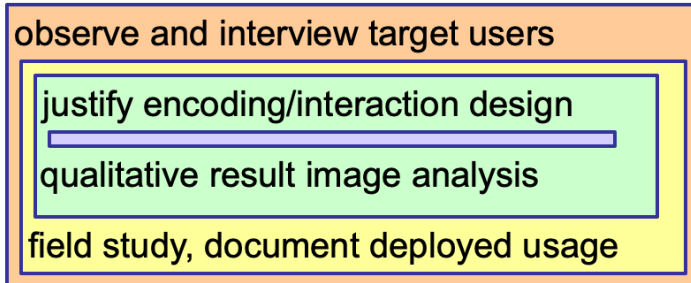 observe and interview target users
justify encoding/interaction design
qualitative result image analysis
field study, document deployed usage